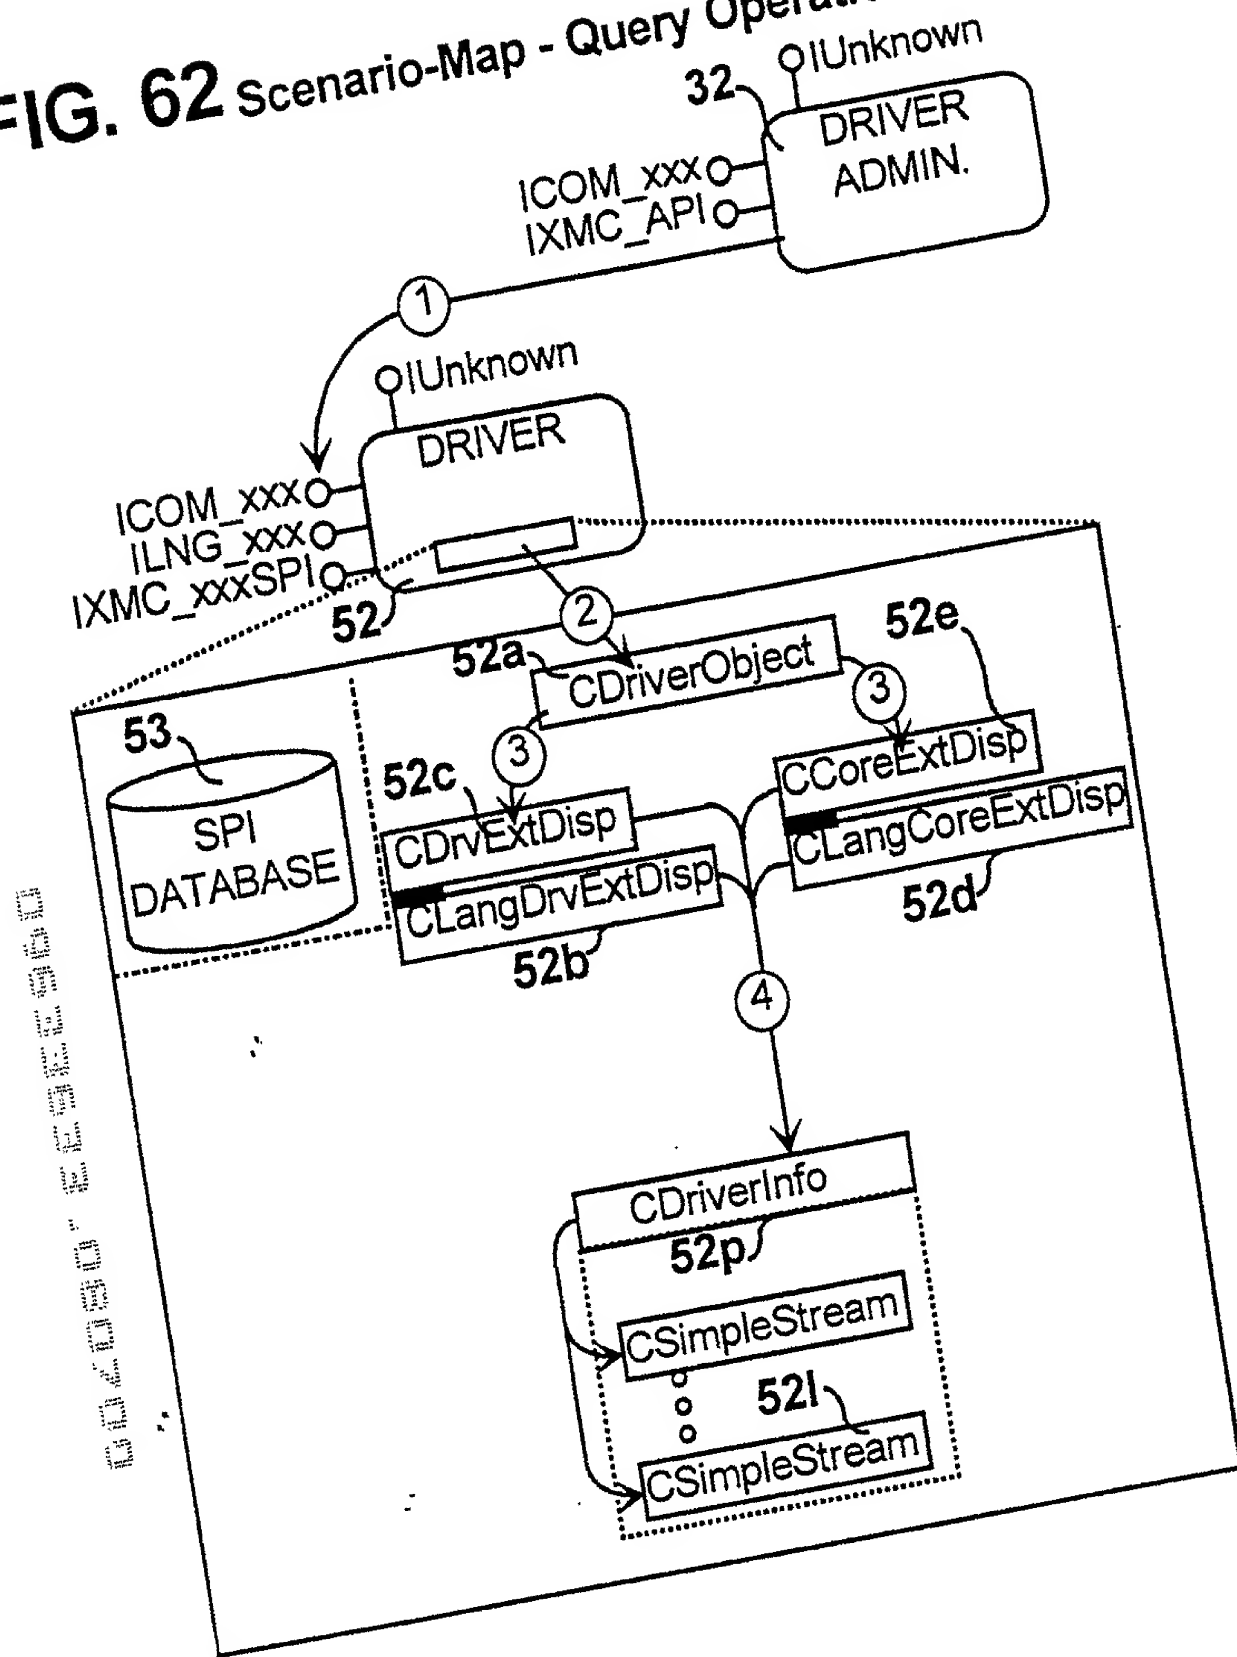 FIG. 62 Scenario-Map - Query
IUnknown
32
DRIVER
ADMIN.
ICOM_xxx
IXMC_API
1
IUnknown
DRIVER
ICOM_xxx
ILNG_xxx
IXMC_xxxSPI
52
2
52a
CDriverObject
52e
3
3
53
SPI
DATABASE
52c
CDrvExtDisp
CLangDrvExtDisp
52b
CCoreExtDisp
CLangCoreExtDisp
52d
4
CDriverInfo
52p
CSimpleStream
52l
CSimpleStream